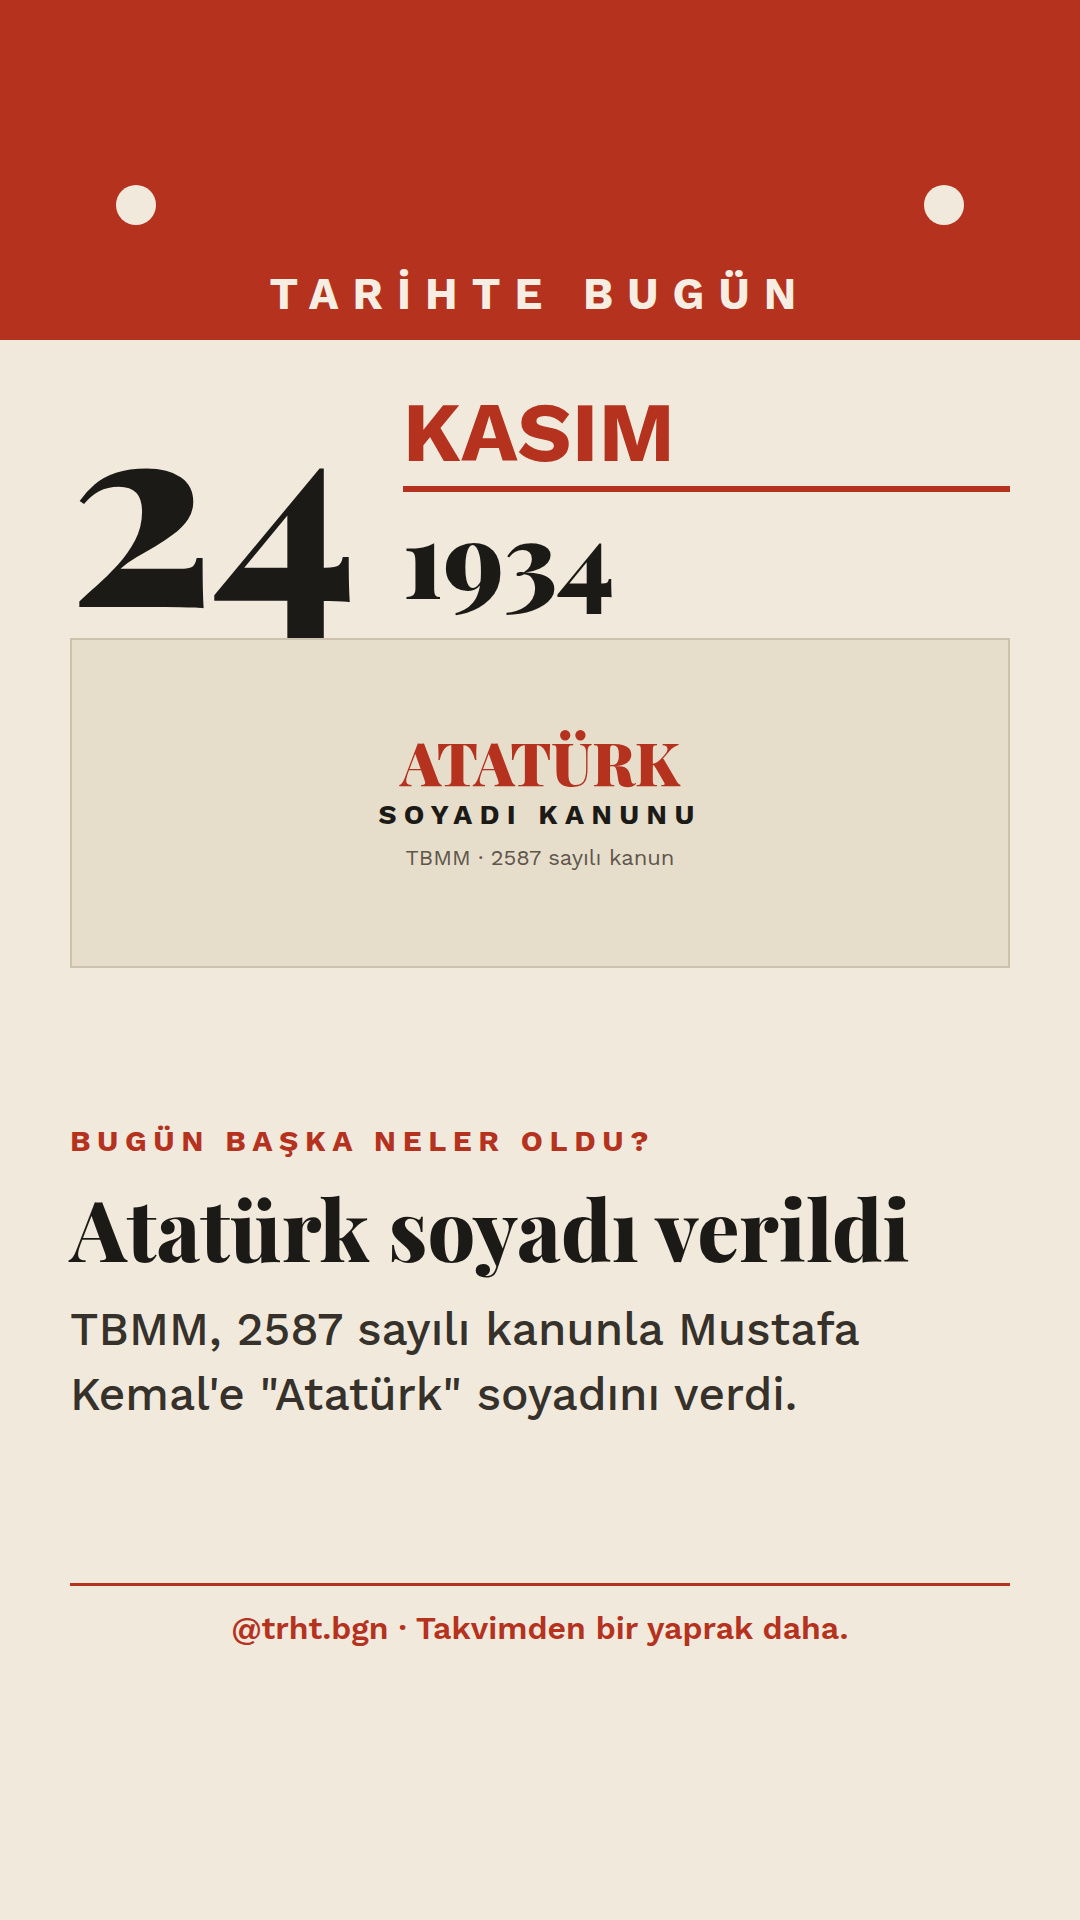 TARİHTE BUGÜN
24
KASIM
1934
ATATÜRK
SOYADI KANUNU
TBMM · 2587 sayılı kanun
BUGÜN BAŞKA NELER OLDU?
Atatürk soyadı verildi
TBMM, 2587 sayılı kanunla Mustafa
Kemal'e "Atatürk" soyadını verdi.
@trht.bgn · Takvimden bir yaprak daha.